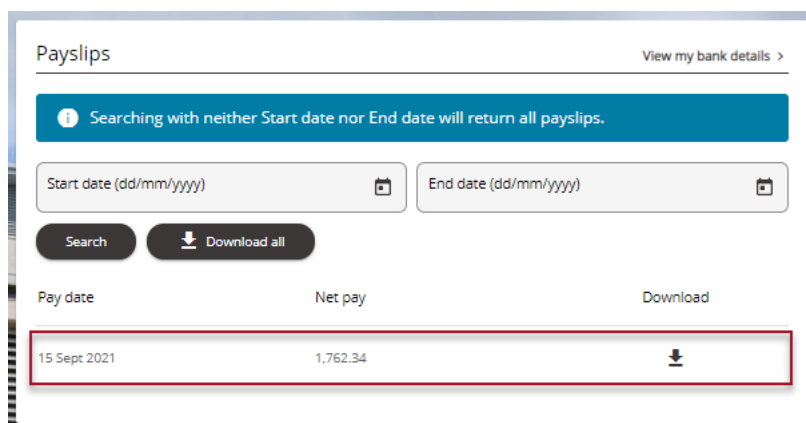 Payslips
View my bank details >
i Searching with neither Start date nor End date will return all payslips.
Start date (dd/mm/yyyy) End date (dd/mm/yyyy)
Search Download all
Pay date Net pay Download
15 Sept 2021 1,762.34